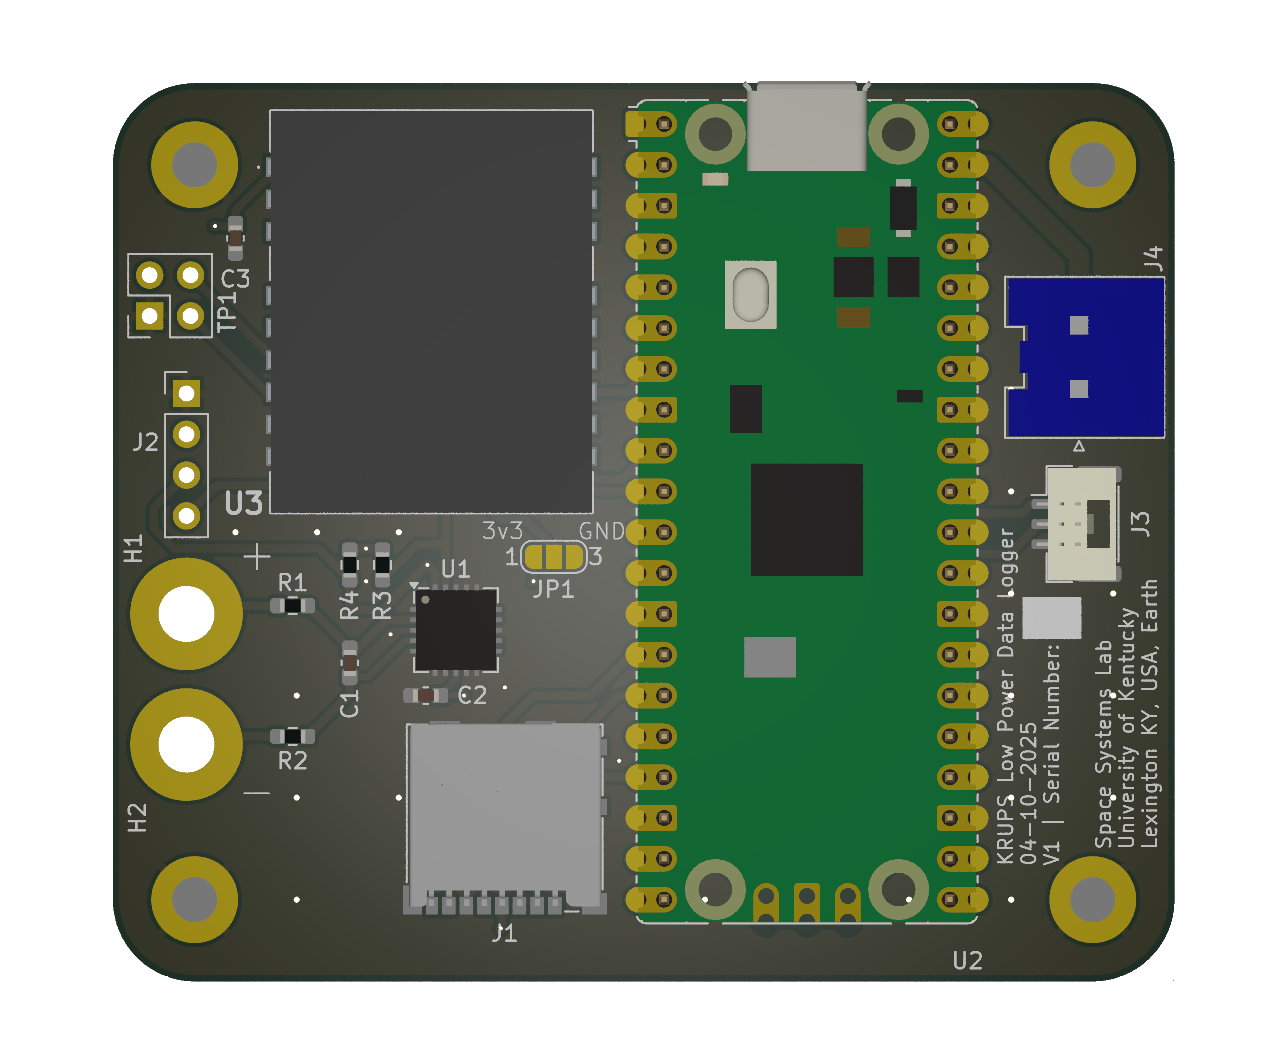 J4
C3
TP1
J2
U3
3v3
GND
1
3
JP1
H1
+
R1
R4
R3
U1
J3
C1
C2
R2
−
H2
J1
U2
KRUPS Low Power Data Logger
04-10-2025
V1 | Serial Number:
Space Systems Lab
University of Kentucky
Lexington KY, USA, Earth